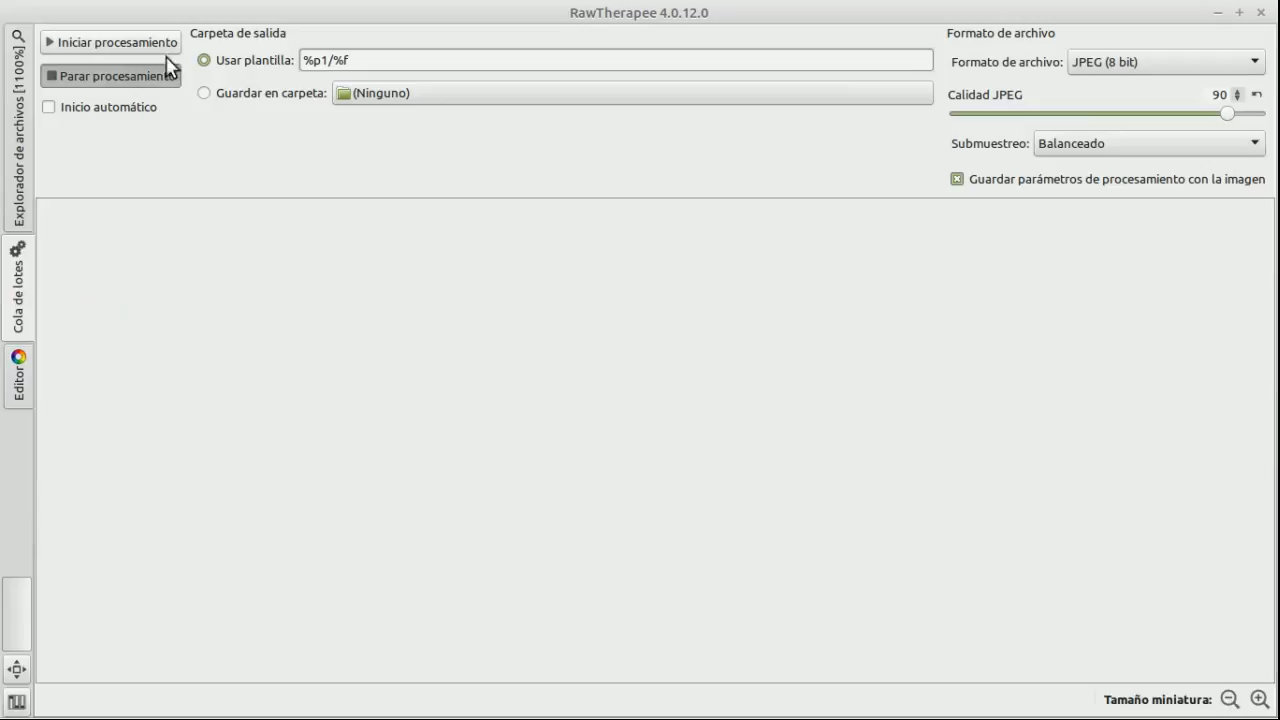 RawTherapee 4.0.12.0
Explorador de archivos [1100%]
Cola de lotes
Editor
Iniciar procesamiento
Parar procesamiento
Inicio automático
Carpeta de salida
Usar plantilla: %p1/%f
Guardar en carpeta: (Ninguno)
Formato de archivo
Formato de archivo: JPEG (8 bit)
Calidad JPEG 90
Submuestreo: Balanceado
Guardar parámetros de procesamiento con la imagen
Tamaño miniatura: